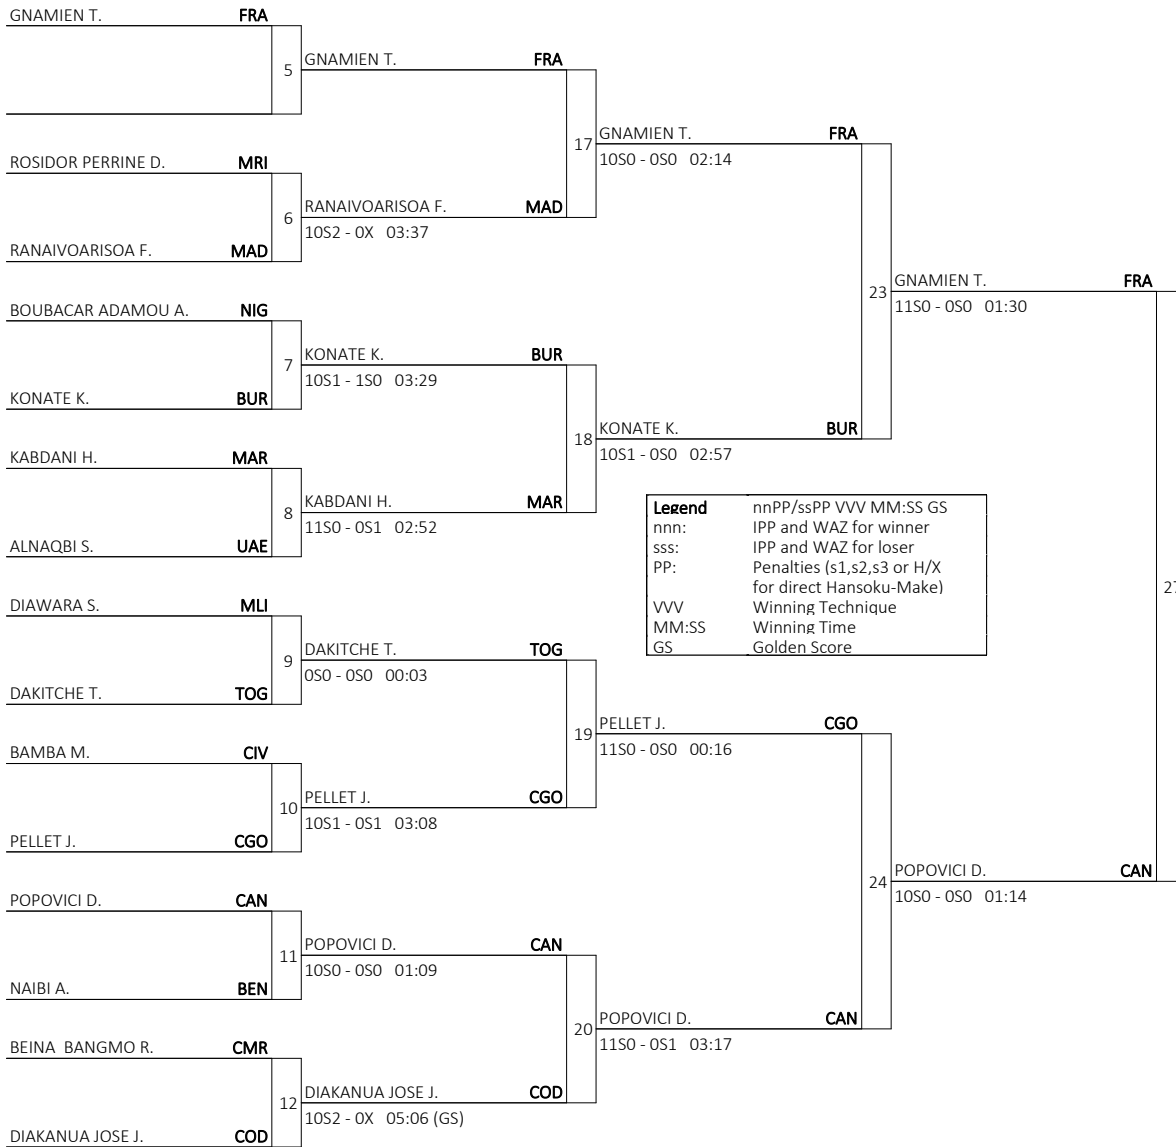 GNAMIEN T. FRA
5
GNAMIEN T. FRA
ROSIDOR PERRINE D. MRI
6
RANAIVOARISOA F. MAD
RANAIVOARISOA F. MAD
10S2 - 0X 03:37
17
GNAMIEN T. FRA
10S0 - 0S0 02:14
BOUBACAR ADAMOU A. NIG
7
KONATE K. BUR
KONATE K. BUR
10S1 - 1S0 03:29
KABDANI H. MAR
8
ALNAQBI S. UAE
KABDANI H. MAR
11S0 - 0S1 02:52
18
KONATE K. BUR
10S1 - 0S0 02:57
23
GNAMIEN T. FRA
11S0 - 0S0 01:30
Legend nnPP/ssPP VVV MM:SS GS
nnn: IPP and WAZ for winner
sss: IPP and WAZ for loser
PP: Penalties (s1,s2,s3 or H/X
for direct Hansoku-Make)
VVV Winning Technique
MM:SS Winning Time
GS Golden Score
27
DIAWARA S. MLI
9
DAKITCHE T. TOG
DAKITCHE T. TOG
0S0 - 0S0 00:03
BAMBA M. CIV
10
PELLET J. CGO
PELLET J. CGO
10S1 - 0S1 03:08
19
PELLET J. CGO
11S0 - 0S0 00:16
POPOVICI D. CAN
11
NAIBI A. BEN
POPOVICI D. CAN
10S0 - 0S0 01:09
BEINA BANGMO R. CMR
12
DIAKANUA JOSE J. COD
DIAKANUA JOSE J. COD
10S2 - 0X 05:06 (GS)
20
POPOVICI D. CAN
11S0 - 0S1 03:17
24
POPOVICI D. CAN
10S0 - 0S0 01:14